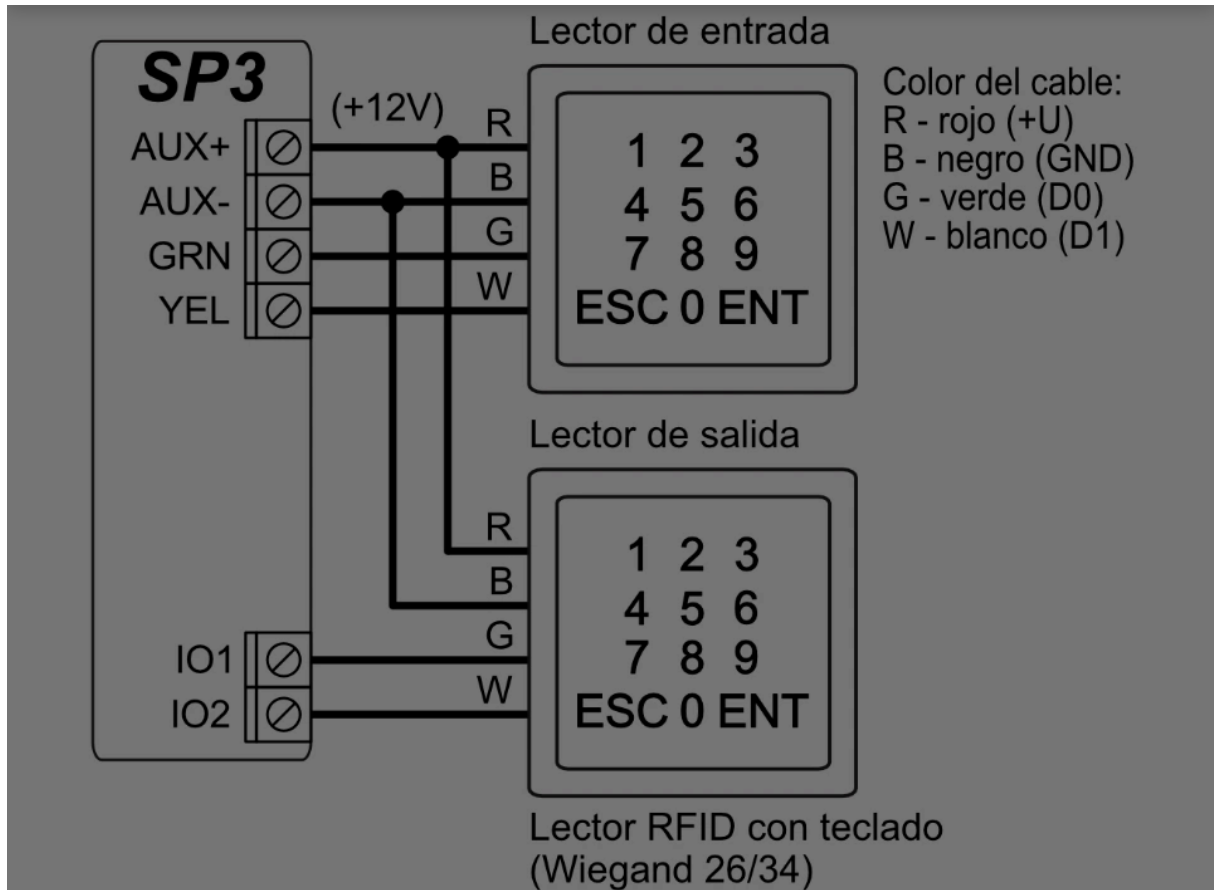 Lector de entrada
SP3
(+12V)
Color del cable:
R - rojo (+U)
B - negro (GND)
G - verde (D0)
W - blanco (D1)
AUX+
R
AUX-
B
GRN
G
YEL
W
1 2 3
4 5 6
7 8 9
ESC 0 ENT
Lector de salida
R
B
IO1
G
IO2
W
1 2 3
4 5 6
7 8 9
ESC 0 ENT
Lector RFID con teclado
(Wiegand 26/34)